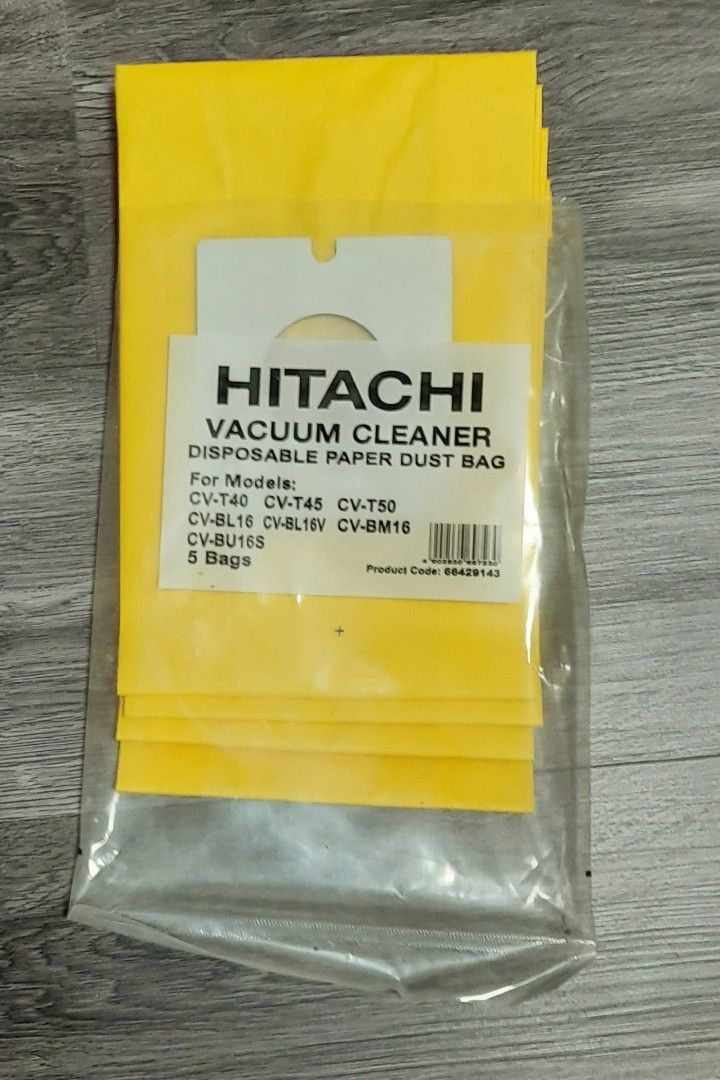 HITACHI
VACUUM CLEANER
DISPOSABLE PAPER DUST BAG
For Models:
CV-T40 CV-T45 CV-T50
CV-BL16 CV-BL16V CV-BM16
CV-BU16S
5 Bags
Product Code: 66429143